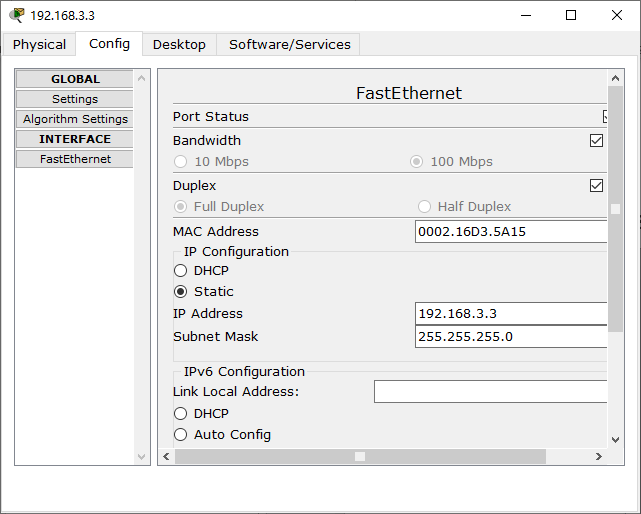 192.168.3.3
Physical Config Desktop Software/Services
GLOBAL
Settings
Algorithm Settings
INTERFACE
FastEthernet
FastEthernet
Port Status
Bandwidth
10 Mbps 100 Mbps
Duplex
Full Duplex Half Duplex
MAC Address 0002.16D3.5A15
IP Configuration
DHCP
Static
IP Address 192.168.3.3
Subnet Mask 255.255.255.0
IPv6 Configuration
Link Local Address:
DHCP
Auto Config